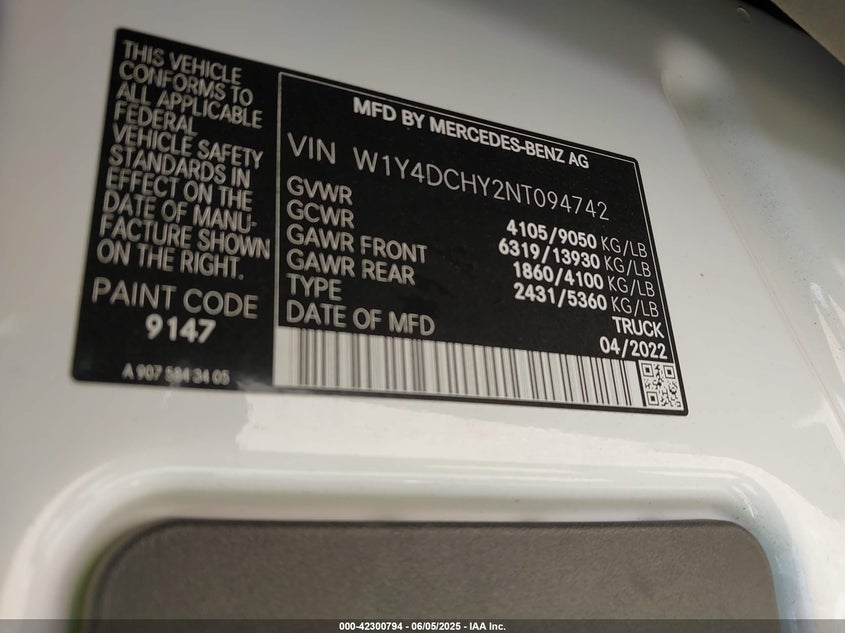 THIS VEHICLE
CONFORMS TO
ALL APPLICABLE
FEDERAL
VEHICLE SAFETY
STANDARDS IN
EFFECT ON THE
DATE OF MANU-
FACTURE SHOWN
ON THE RIGHT.
PAINT CODE
9147
A 907 584 34 05
MFD BY MERCEDES-BENZ AG
VIN W1Y4DCHY2NT094742
GVWR 4105/9050 KG/LB
GCWR 6319/13930 KG/LB
GAWR FRONT 1860/4100 KG/LB
GAWR REAR 2431/5360 KG/LB
TYPE TRUCK
DATE OF MFD 04/2022
000-42300794 - 06/05/2025 - IAA Inc.